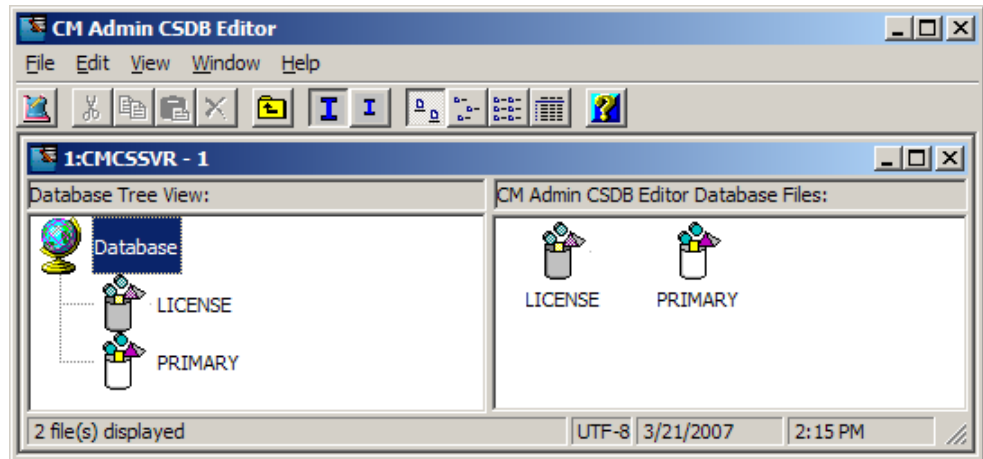 CM Admin CSDB Editor
File Edit View Window Help
1:CMCSSVR - 1
Database Tree View:
CM Admin CSDB Editor Database Files:
Database
LICENSE
PRIMARY
LICENSE PRIMARY
2 file(s) displayed
UTF-8 3/21/2007 2:15 PM